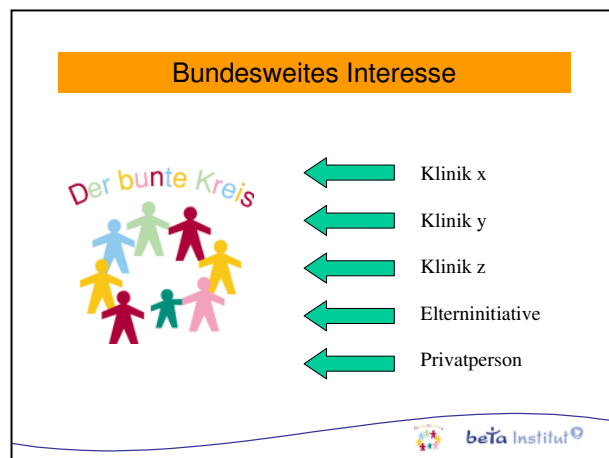 Bundesweites Interesse
Der bunte Kreis
Klinik x
Klinik y
Klinik z
Elterninitiative
Privatperson
beta Institut